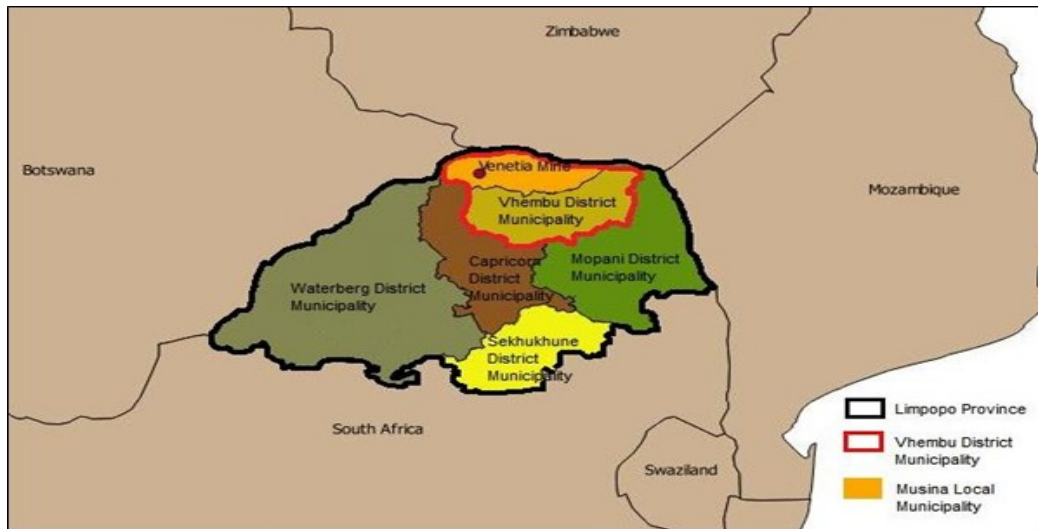 Zimbabwe
Botswana
Venetia Mine
Mozambique
Vhembu District
Municipality
Capricora
District
Municipality
Mopani District
Municipality
Waterberg District
Municipality
Sekhukhune
District
Municipality
South Africa
Swaziland
Limpopo Province
Vhembu District
Municipality
Musina Local
Municipality